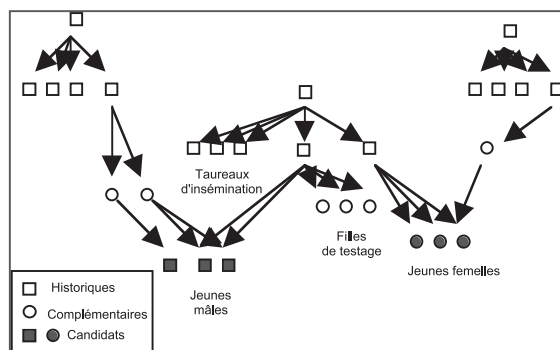 Taureaux
d'insémination
Filles
de testage
Jeunes femelles
Jeunes
mâles
Historiques
Complémentaires
Candidats